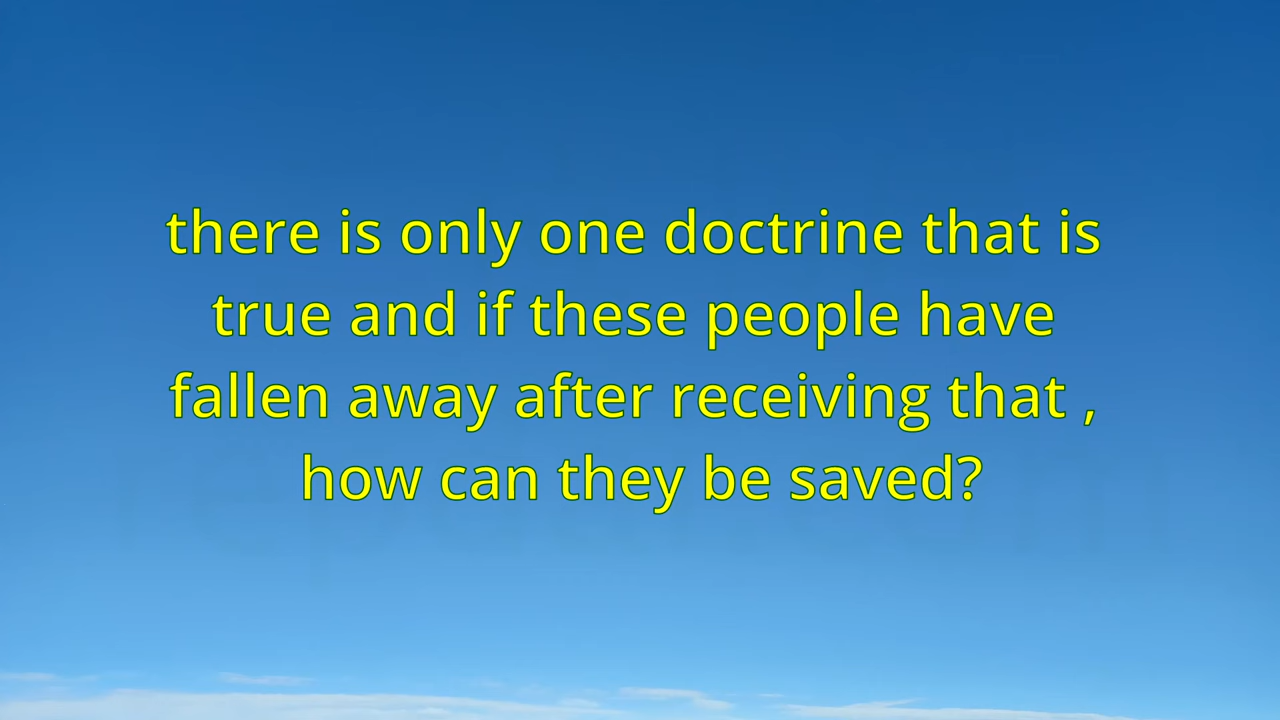 there is only one doctrine that is
true and if these people have
fallen away after receiving that ,
how can they be saved?